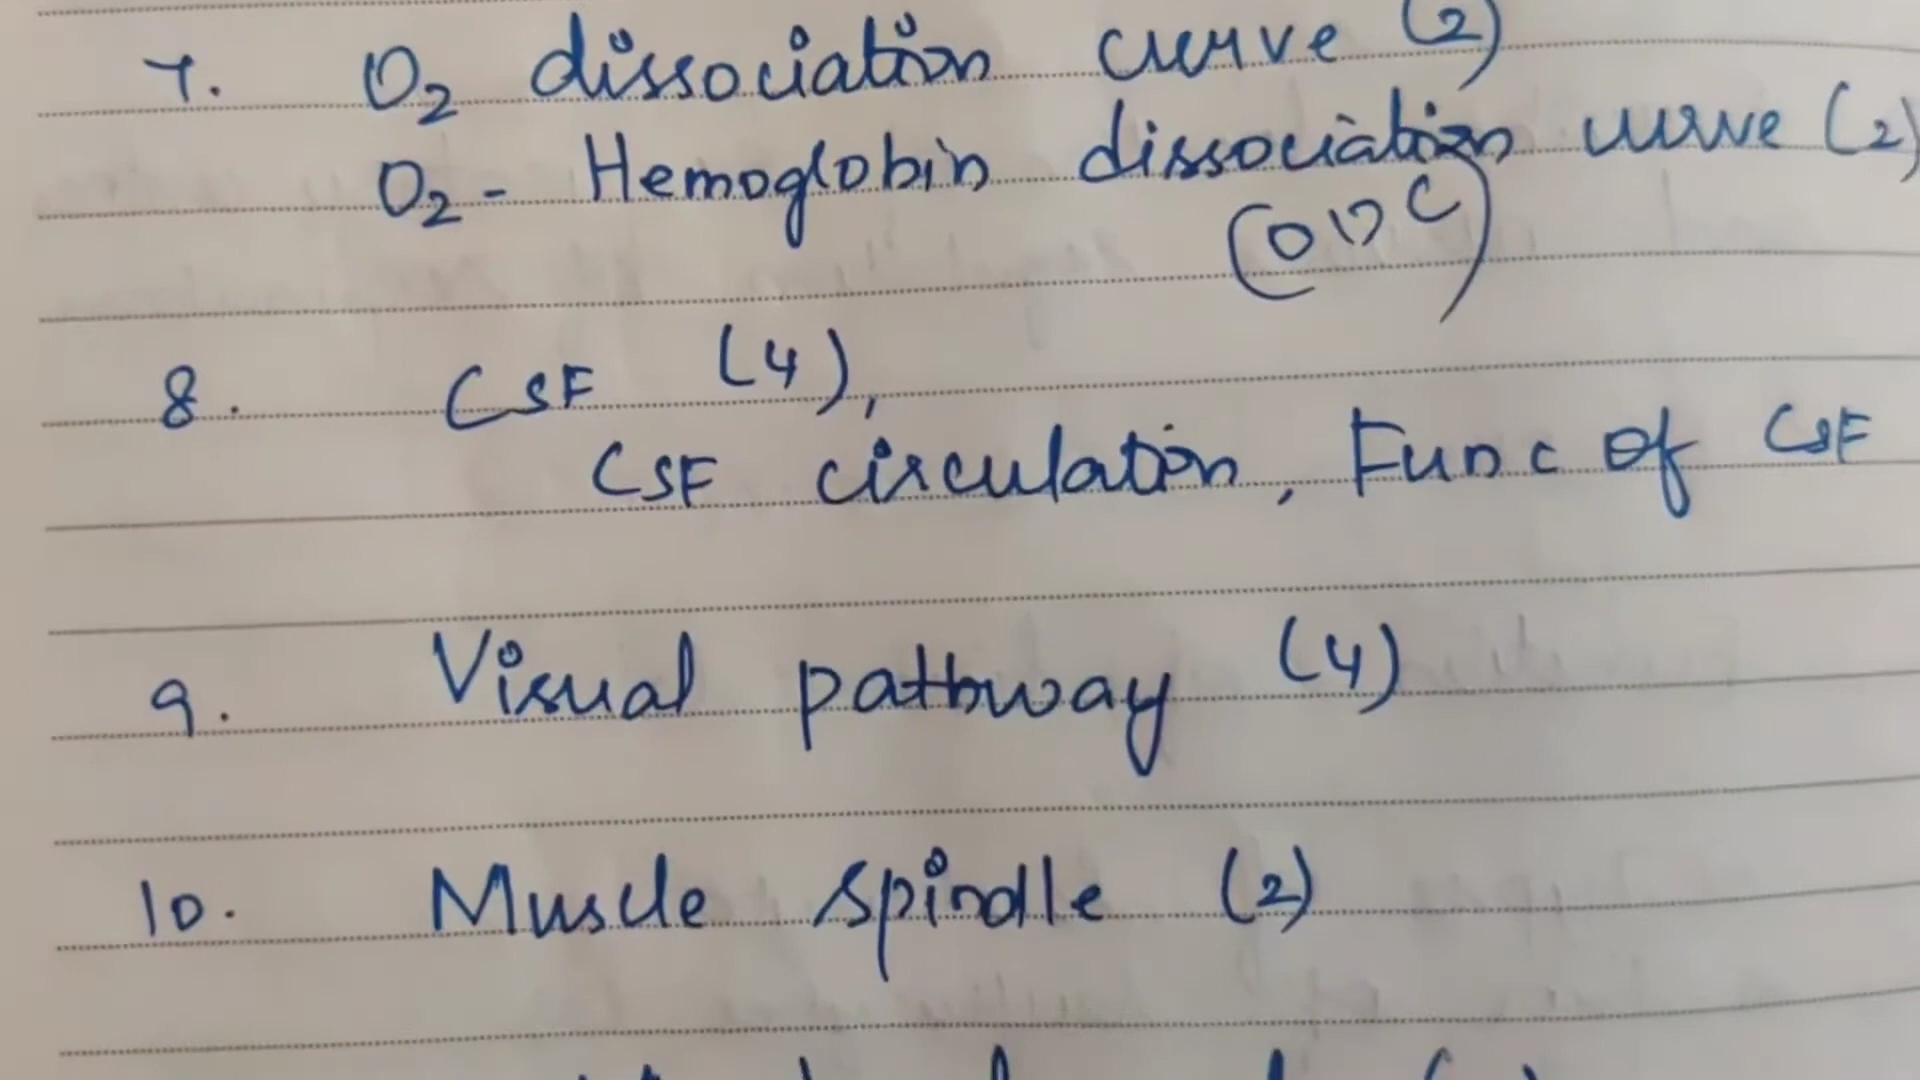 7. O2 dissociation curve (2)
O2- Hemoglobin dissociation curve (2)
(ODC)
8. CSF (4),
CSF circulation, Func of CSF
9. Visual pathway (4)
10. Muscle spindle (2)